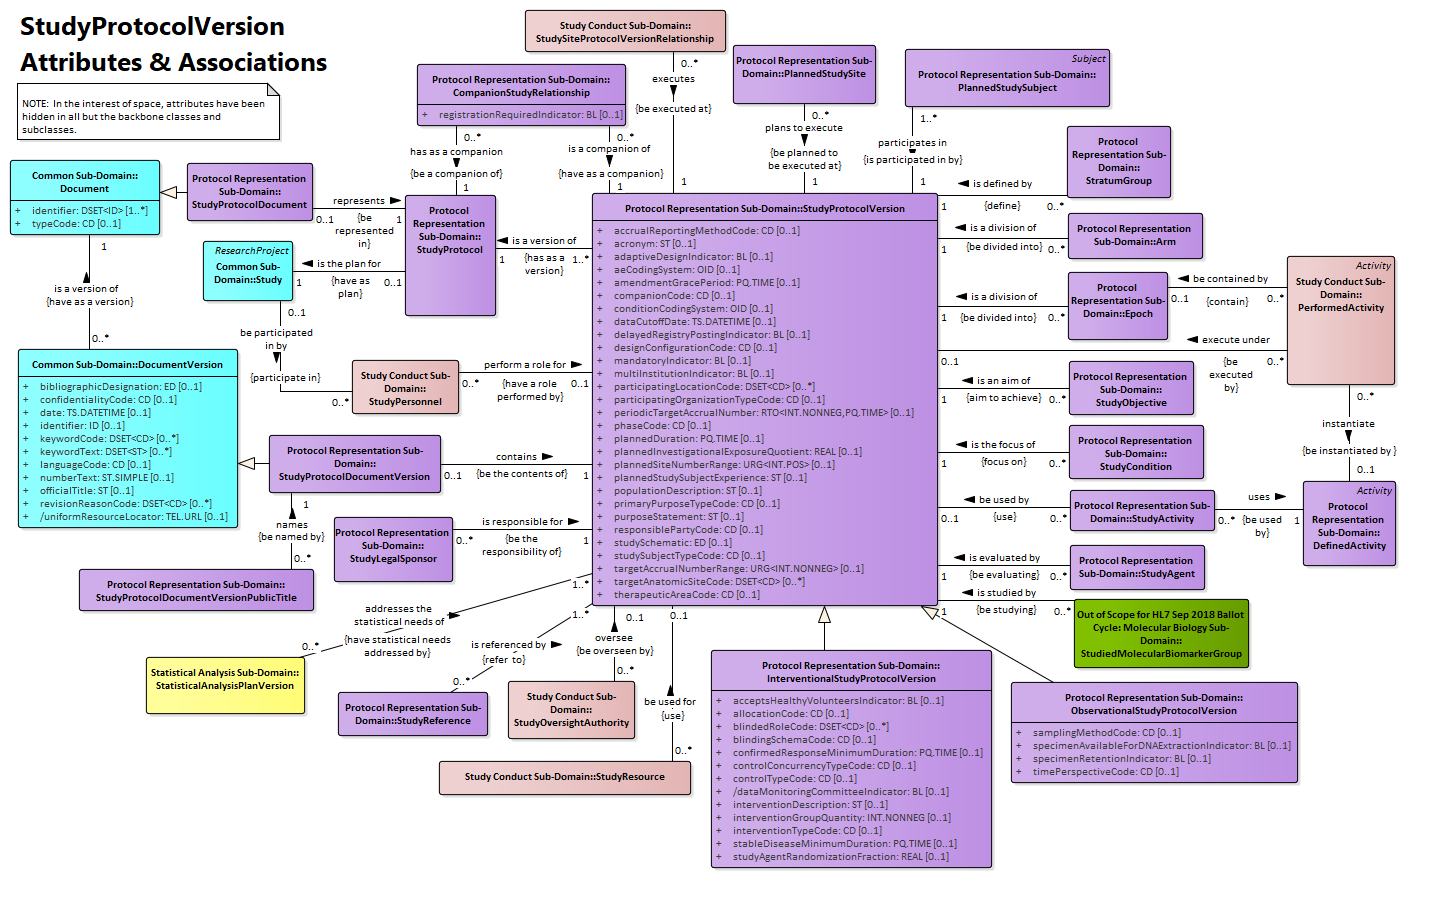 StudyProtocolVersion
Attributes & Associations
NOTE:  In the interest of space, attributes have been
hidden in all but the backbone classes and
subclasses.
Study Conduct Sub-Domain::
StudySiteProtocolVersionRelationship
0..*
executes
{be executed at}
1
Protocol Representation Sub-
Domain::PlannedStudySite
0..*
plans to execute
{be planned to
be executed at}
1
Subject
Protocol Representation Sub-Domain::
PlannedStudySubject
1..*
participates in
{is participated in by}
1
Protocol Representation Sub-Domain::
CompanionStudyRelationship
+ registrationRequiredIndicator: BL [0..1]
0..*
has as a companion
{be a companion of}
1
0..*
is a companion of
{have as a companion}
1
Common Sub-Domain::
Document
+ identifier: DSET<ID> [1..*]
+ typeCode: CD [0..1]
Protocol Representation
Sub-Domain::
StudyProtocolDocument
represents
0..1
{be
represented
in}
1
Protocol
Representation
Sub-Domain::
StudyProtocol
is a version of
1
{has as a
version}
1..*
ResearchProject
Common Sub-
Domain::Study
is the plan for
1
{have as
plan}
0..1
1
is a version of
{have as a version}
0..*
0..1
be participated
in by
{participate in}
0..*
Common Sub-Domain::DocumentVersion
+ bibliographicDesignation: ED [0..1]
+ confidentialityCode: CD [0..1]
+ date: TS.DATETIME [0..1]
+ identifier: ID [0..1]
+ keywordCode: DSET<CD> [0..*]
+ keywordText: DSET<ST> [0..*]
+ languageCode: CD [0..1]
+ numberText: ST.SIMPLE [0..1]
+ officialTitle: ST [0..1]
+ revisionReasonCode: DSET<CD> [0..*]
+ /uniformResourceLocator: TEL.URL [0..1]
Study Conduct Sub-
Domain::
StudyPersonnel
perform a role for
0..*
{have a role
performed by}
0..1
Protocol Representation Sub-
Domain::
StudyProtocolDocumentVersion
contains
0..1
{be the contents of}
1
1
names
{be named by}
0..*
Protocol Representation Sub-Domain::
StudyProtocolDocumentVersionPublicTitle
Protocol Representation
Sub-Domain::
StudyLegalSponsor
is responsible for
0..*
{be the
responsibility of}
1
Protocol Representation Sub-Domain::StudyProtocolVersion
+ accrualReportingMethodCode: CD [0..1]
+ acronym: ST [0..1]
+ adaptiveDesignIndicator: BL [0..1]
+ aeCodingSystem: OID [0..1]
+ amendmentGracePeriod: PQ.TIME [0..1]
+ companionCode: CD [0..1]
+ conditionCodingSystem: OID [0..1]
+ dataCutoffDate: TS.DATETIME [0..1]
+ delayedRegistryPostingIndicator: BL [0..1]
+ designConfigurationCode: CD [0..1]
+ mandatoryIndicator: BL [0..1]
+ multiInstitutionIndicator: BL [0..1]
+ participatingLocationCode: DSET<CD> [0..*]
+ participatingOrganizationTypeCode: CD [0..1]
+ periodicTargetAccrualNumber: RTO<INT.NONNEG,PQ.TIME> [0..1]
+ phaseCode: CD [0..1]
+ plannedDuration: PQ.TIME [0..1]
+ plannedInvestigationalExposureQuotient: REAL [0..1]
+ plannedSiteNumberRange: URG<INT.POS> [0..1]
+ plannedStudySubjectExperience: ST [0..1]
+ populationDescription: ST [0..1]
+ primaryPurposeTypeCode: CD [0..1]
+ purposeStatement: ST [0..1]
+ responsiblePartyCode: CD [0..1]
+ studySchematic: ED [0..1]
+ studySubjectTypeCode: CD [0..1]
+ targetAccrualNumberRange: URG<INT.NONNEG> [0..1]
+ targetAnatomicSiteCode: DSET<CD> [0..*]
+ therapeuticAreaCode: CD [0..1]
Protocol
Representation Sub-
Domain::
StratumGroup
is defined by
1
{define}
0..*
Protocol Representation
Sub-Domain::Arm
is a division of
1
{be divided into}
0..*
Protocol
Representation Sub-
Domain::Epoch
is a division of
1
{be divided into}
0..*
be contained by
0..1
{contain}
0..*
Activity
Study Conduct Sub-
Domain::
PerformedActivity
execute under
0..1
{be
executed
by}
0..*
Protocol Representation
Sub-Domain::
StudyObjective
is an aim of
1
{aim to achieve}
0..*
Protocol Representation
Sub-Domain::
StudyCondition
is the focus of
1
{focus on}
0..*
0..*
instantiate
{be instantiated by }
0..1
Protocol Representation Sub-
Domain::StudyActivity
be used by
0..1
{use}
0..*
uses
0..*
{be used
by}
1
Activity
Protocol
Representation
Sub-Domain::
DefinedActivity
Protocol Representation
Sub-Domain::StudyAgent
is evaluated by
1
{be evaluating}
0..*
is studied by
1
{be studying}
0..*
Out of Scope for HL7 Sep 2018 Ballot
Cycle: Molecular Biology Sub-
Domain::
StudiedMolecularBiomarkerGroup
1..*
addresses the
statistical needs of
{have statistical needs
addressed by}
0..*
Statistical Analysis Sub-Domain::
StatisticalAnalysisPlanVersion
1..*
is referenced by
{refer to}
0..*
Protocol Representation Sub-
Domain::StudyReference
0..1
oversee
{be overseen by}
0..*
Study Conduct Sub-
Domain::
StudyOversightAuthority
0..1
be used for
{use}
0..*
Study Conduct Sub-Domain::StudyResource
Protocol Representation Sub-Domain::
InterventionalStudyProtocolVersion
+ acceptsHealthyVolunteersIndicator: BL [0..1]
+ allocationCode: CD [0..1]
+ blindedRoleCode: DSET<CD> [0..*]
+ blindingSchemaCode: CD [0..1]
+ confirmedResponseMinimumDuration: PQ.TIME [0..1]
+ controlConcurrencyTypeCode: CD [0..1]
+ controlTypeCode: CD [0..1]
+ /dataMonitoringCommitteeIndicator: BL [0..1]
+ interventionDescription: ST [0..1]
+ interventionGroupQuantity: INT.NONNEG [0..1]
+ interventionTypeCode: CD [0..1]
+ stableDiseaseMinimumDuration: PQ.TIME [0..1]
+ studyAgentRandomizationFraction: REAL [0..1]
Protocol Representation Sub-Domain::
ObservationalStudyProtocolVersion
+ samplingMethodCode: CD [0..1]
+ specimenAvailableForDNAExtractionIndicator: BL [0..1]
+ specimenRetentionIndicator: BL [0..1]
+ timePerspectiveCode: CD [0..1]